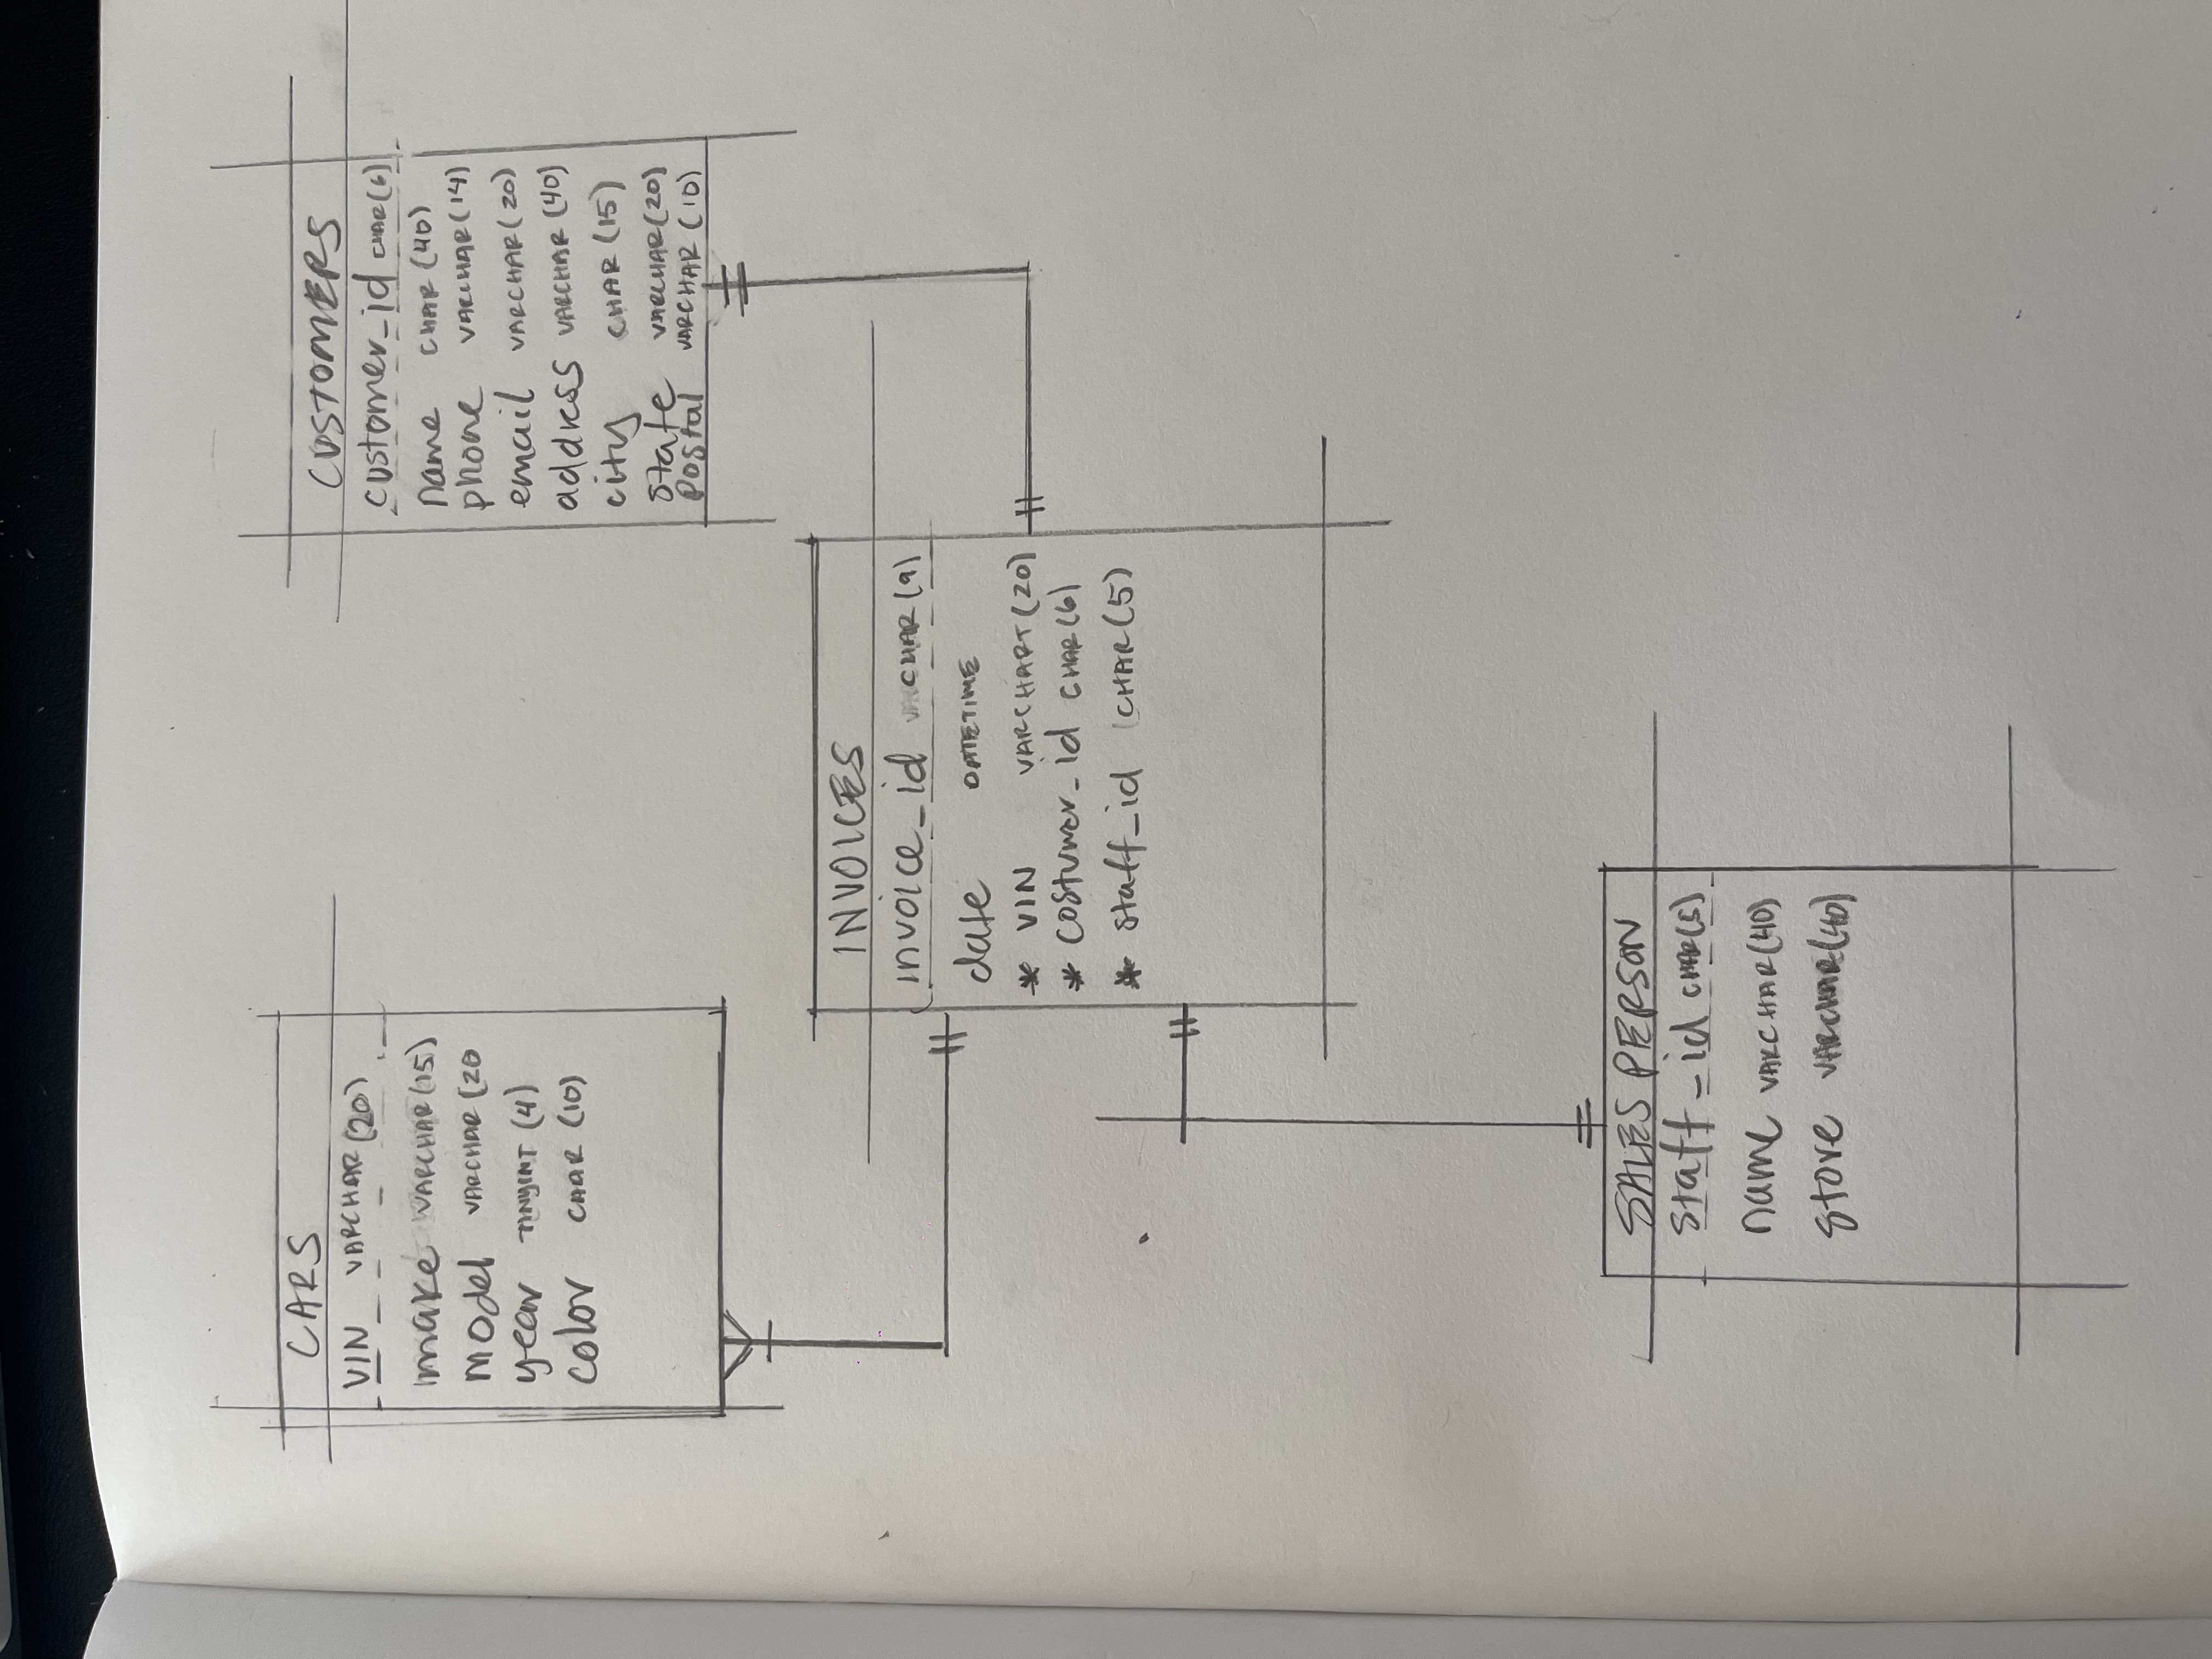 CARS
VIN VARCHAR (20)
make VARCHAR (15)
model VARCHAR (20
year TINYINT (4)
color CHAR (10)
CUSTOMERS
customer_id CHAR(6)
name CHAR (40)
phone VARCHAR(14)
email VARCHAR(20)
address VARCHAR (40)
city CHAR (15)
state VARCHAR(20)
Postal VARCHAR (10)
INVOICES
invoice_id CHAR (9)
date DATETIME
* VIN VARCHART (20)
* costumer_id CHAR(6)
* staff_id CHAR(5)
SALES PERSON
staff_id CHAR(5)
name VARCHAR(40)
store VARCHAR(40)